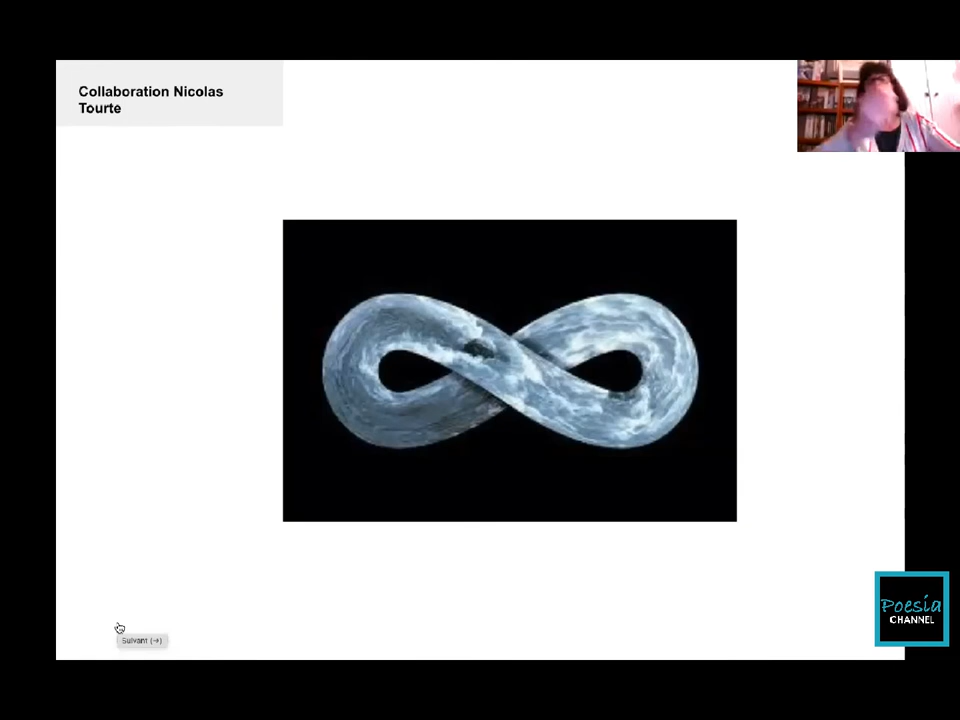 Collaboration Nicolas
Tourte
Poesia
CHANNEL
Suivant (→)